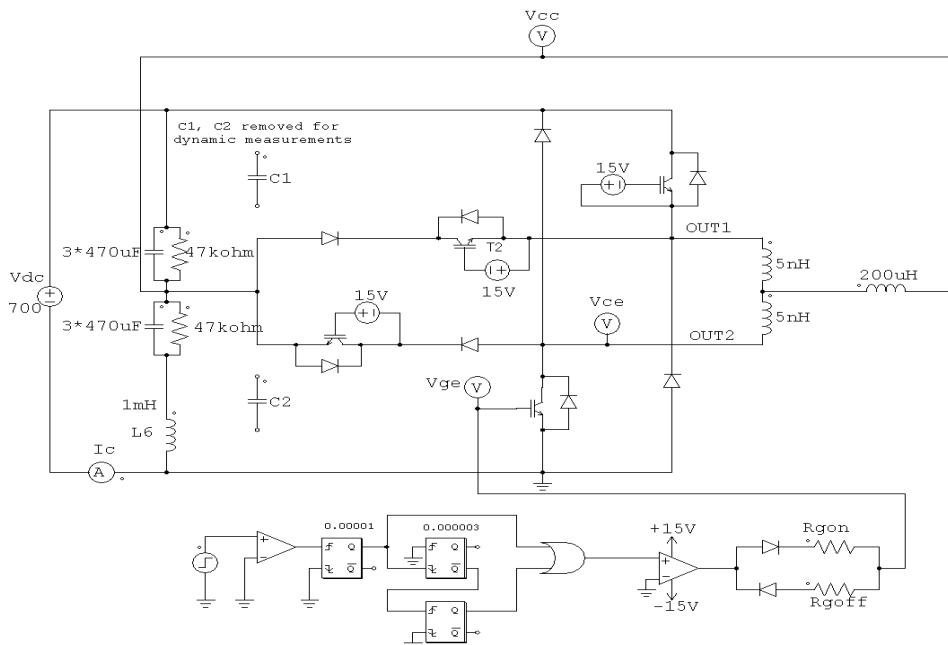 Vcc
V
C1, C2 removed for
dynamic measurements
C1
15V
T2
15V
OUT1
3*470uF
47kohm
5nH
200uH
Vdc
700
15V
Vce
V
3*470uF
47kohm
5nH
OUT2
Vge
V
C2
1mH
L6
Ic
A
0.00001
0.000003
Q
Q
Q
Q
Q
Q
+15V
-15V
Rgon
Rgoff